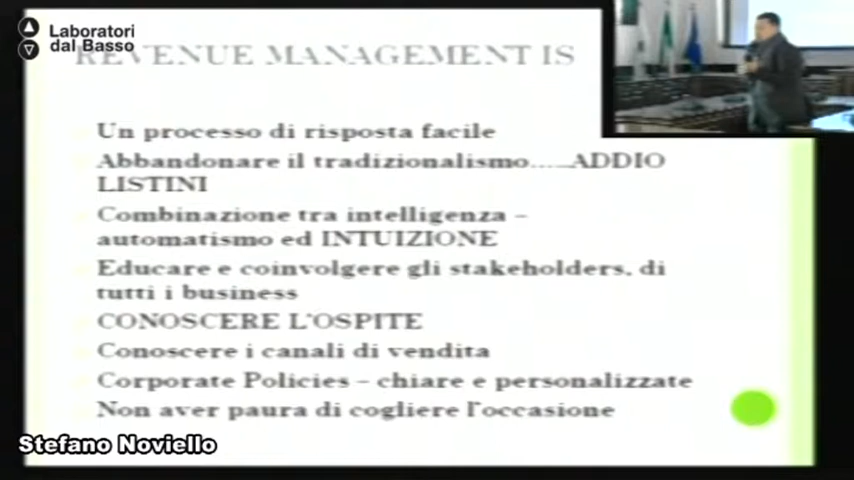 Laboratori
dal Basso
REVENUE MANAGEMENT IS
Un processo di risposta facile
Abbandonare il tradizionalismo.....ADDIO
LISTINI
Combinazione tra intelligenza –
automatismo ed INTUIZIONE
Educare e coinvolgere gli stakeholders, di
tutti i business
CONOSCERE L'OSPITE
Conoscere i canali di vendita
Corporate Policies – chiare e personalizzate
Non aver paura di cogliere l'occasione
Stefano Noviello